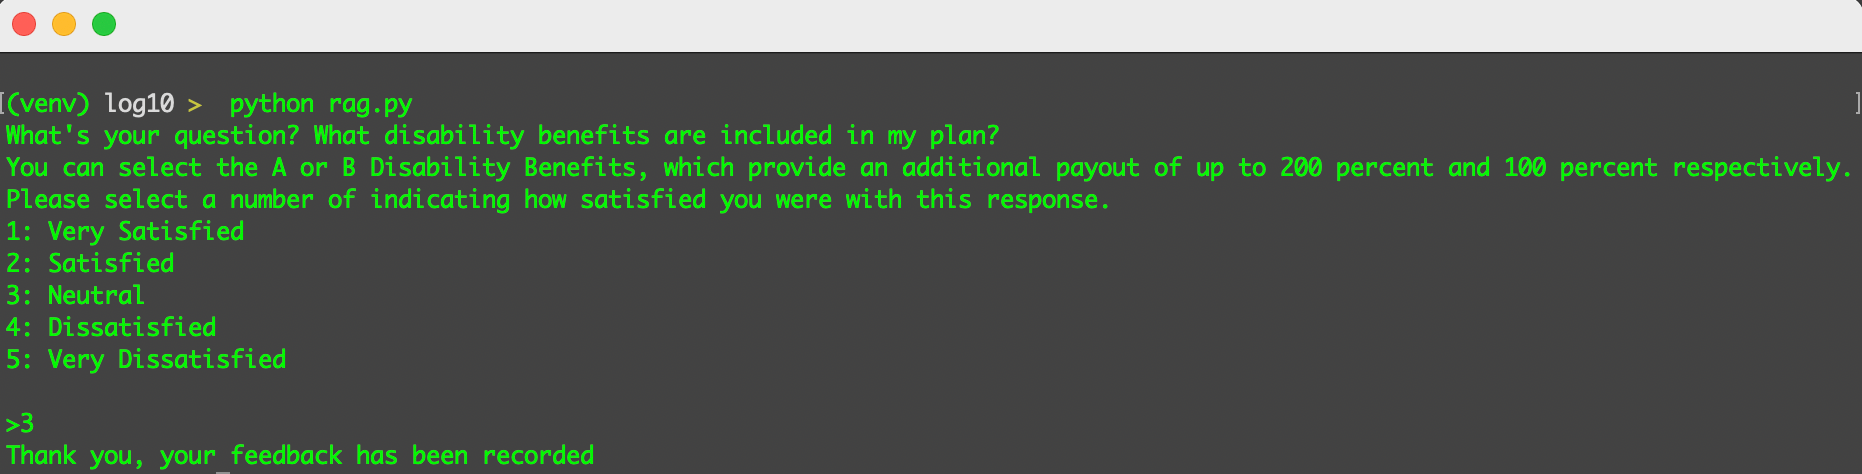 [(venv) log10 >  python rag.py ]
What's your question? What disability benefits are included in my plan?
You can select the A or B Disability Benefits, which provide an additional payout of up to 200 percent and 100 percent respectively.
Please select a number of indicating how satisfied you were with this response.
1: Very Satisfied
2: Satisfied
3: Neutral
4: Dissatisfied
5: Very Dissatisfied
>3
Thank you, your feedback has been recorded